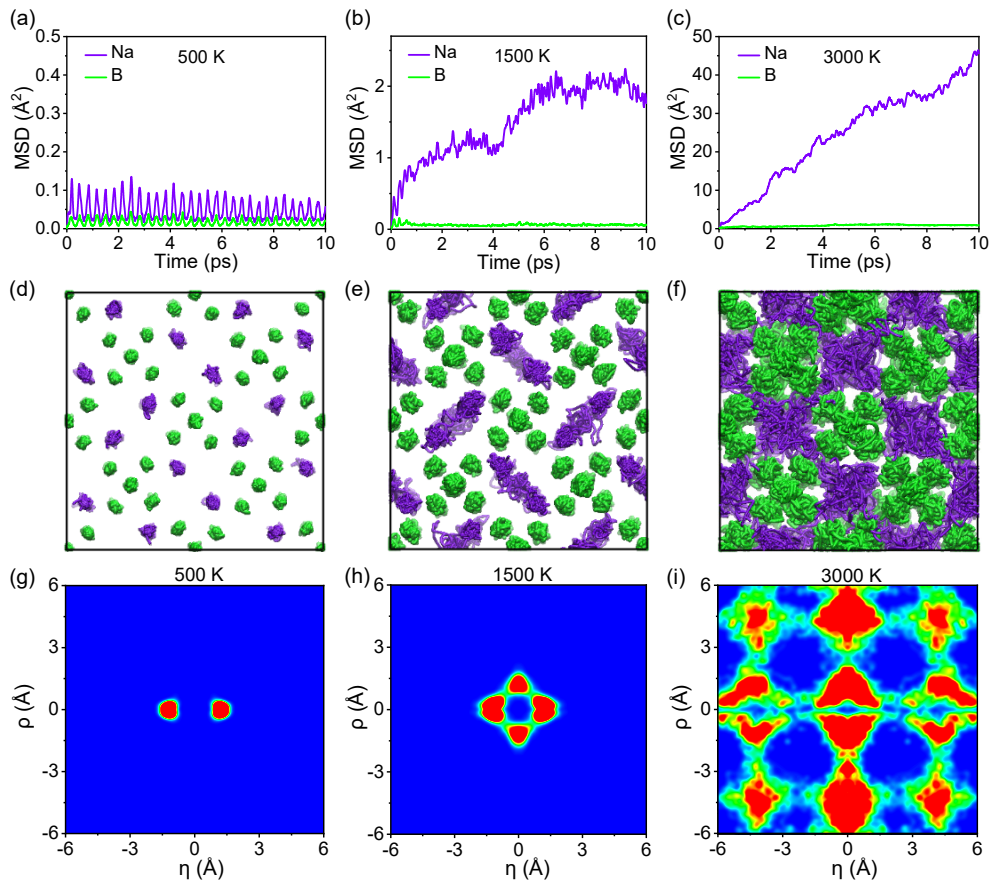 (a)
(b)
(c)
0.5
0.4
0.3
0.2
0.1
0.0
MSD (Å²)
Na
B
500 K
0
2
4
6
8
10
Time (ps)
2
1
0
MSD (Å²)
Na
B
1500 K
0
2
4
6
8
10
Time (ps)
50
40
30
20
10
0
MSD (Å²)
Na
B
3000 K
0
2
4
6
8
10
Time (ps)
(d)
(e)
(f)
(g)
500 K
(h)
1500 K
(i)
3000 K
6
3
0
-3
-6
ρ (Å)
-6
-3
0
3
6
η (Å)
6
3
0
-3
-6
ρ (Å)
-6
-3
0
3
6
η (Å)
6
3
0
-3
-6
ρ (Å)
-6
-3
0
3
6
η (Å)